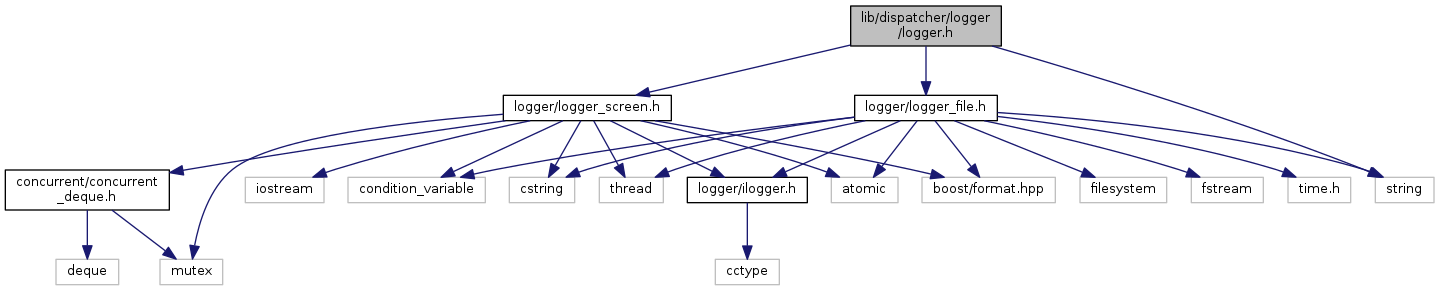 lib/dispatcher/logger
/logger.h
logger/logger_screen.h
logger/logger_file.h
concurrent/concurrent
_deque.h
iostream
condition_variable
cstring
thread
logger/ilogger.h
atomic
boost/format.hpp
filesystem
fstream
time.h
string
deque
mutex
cctype